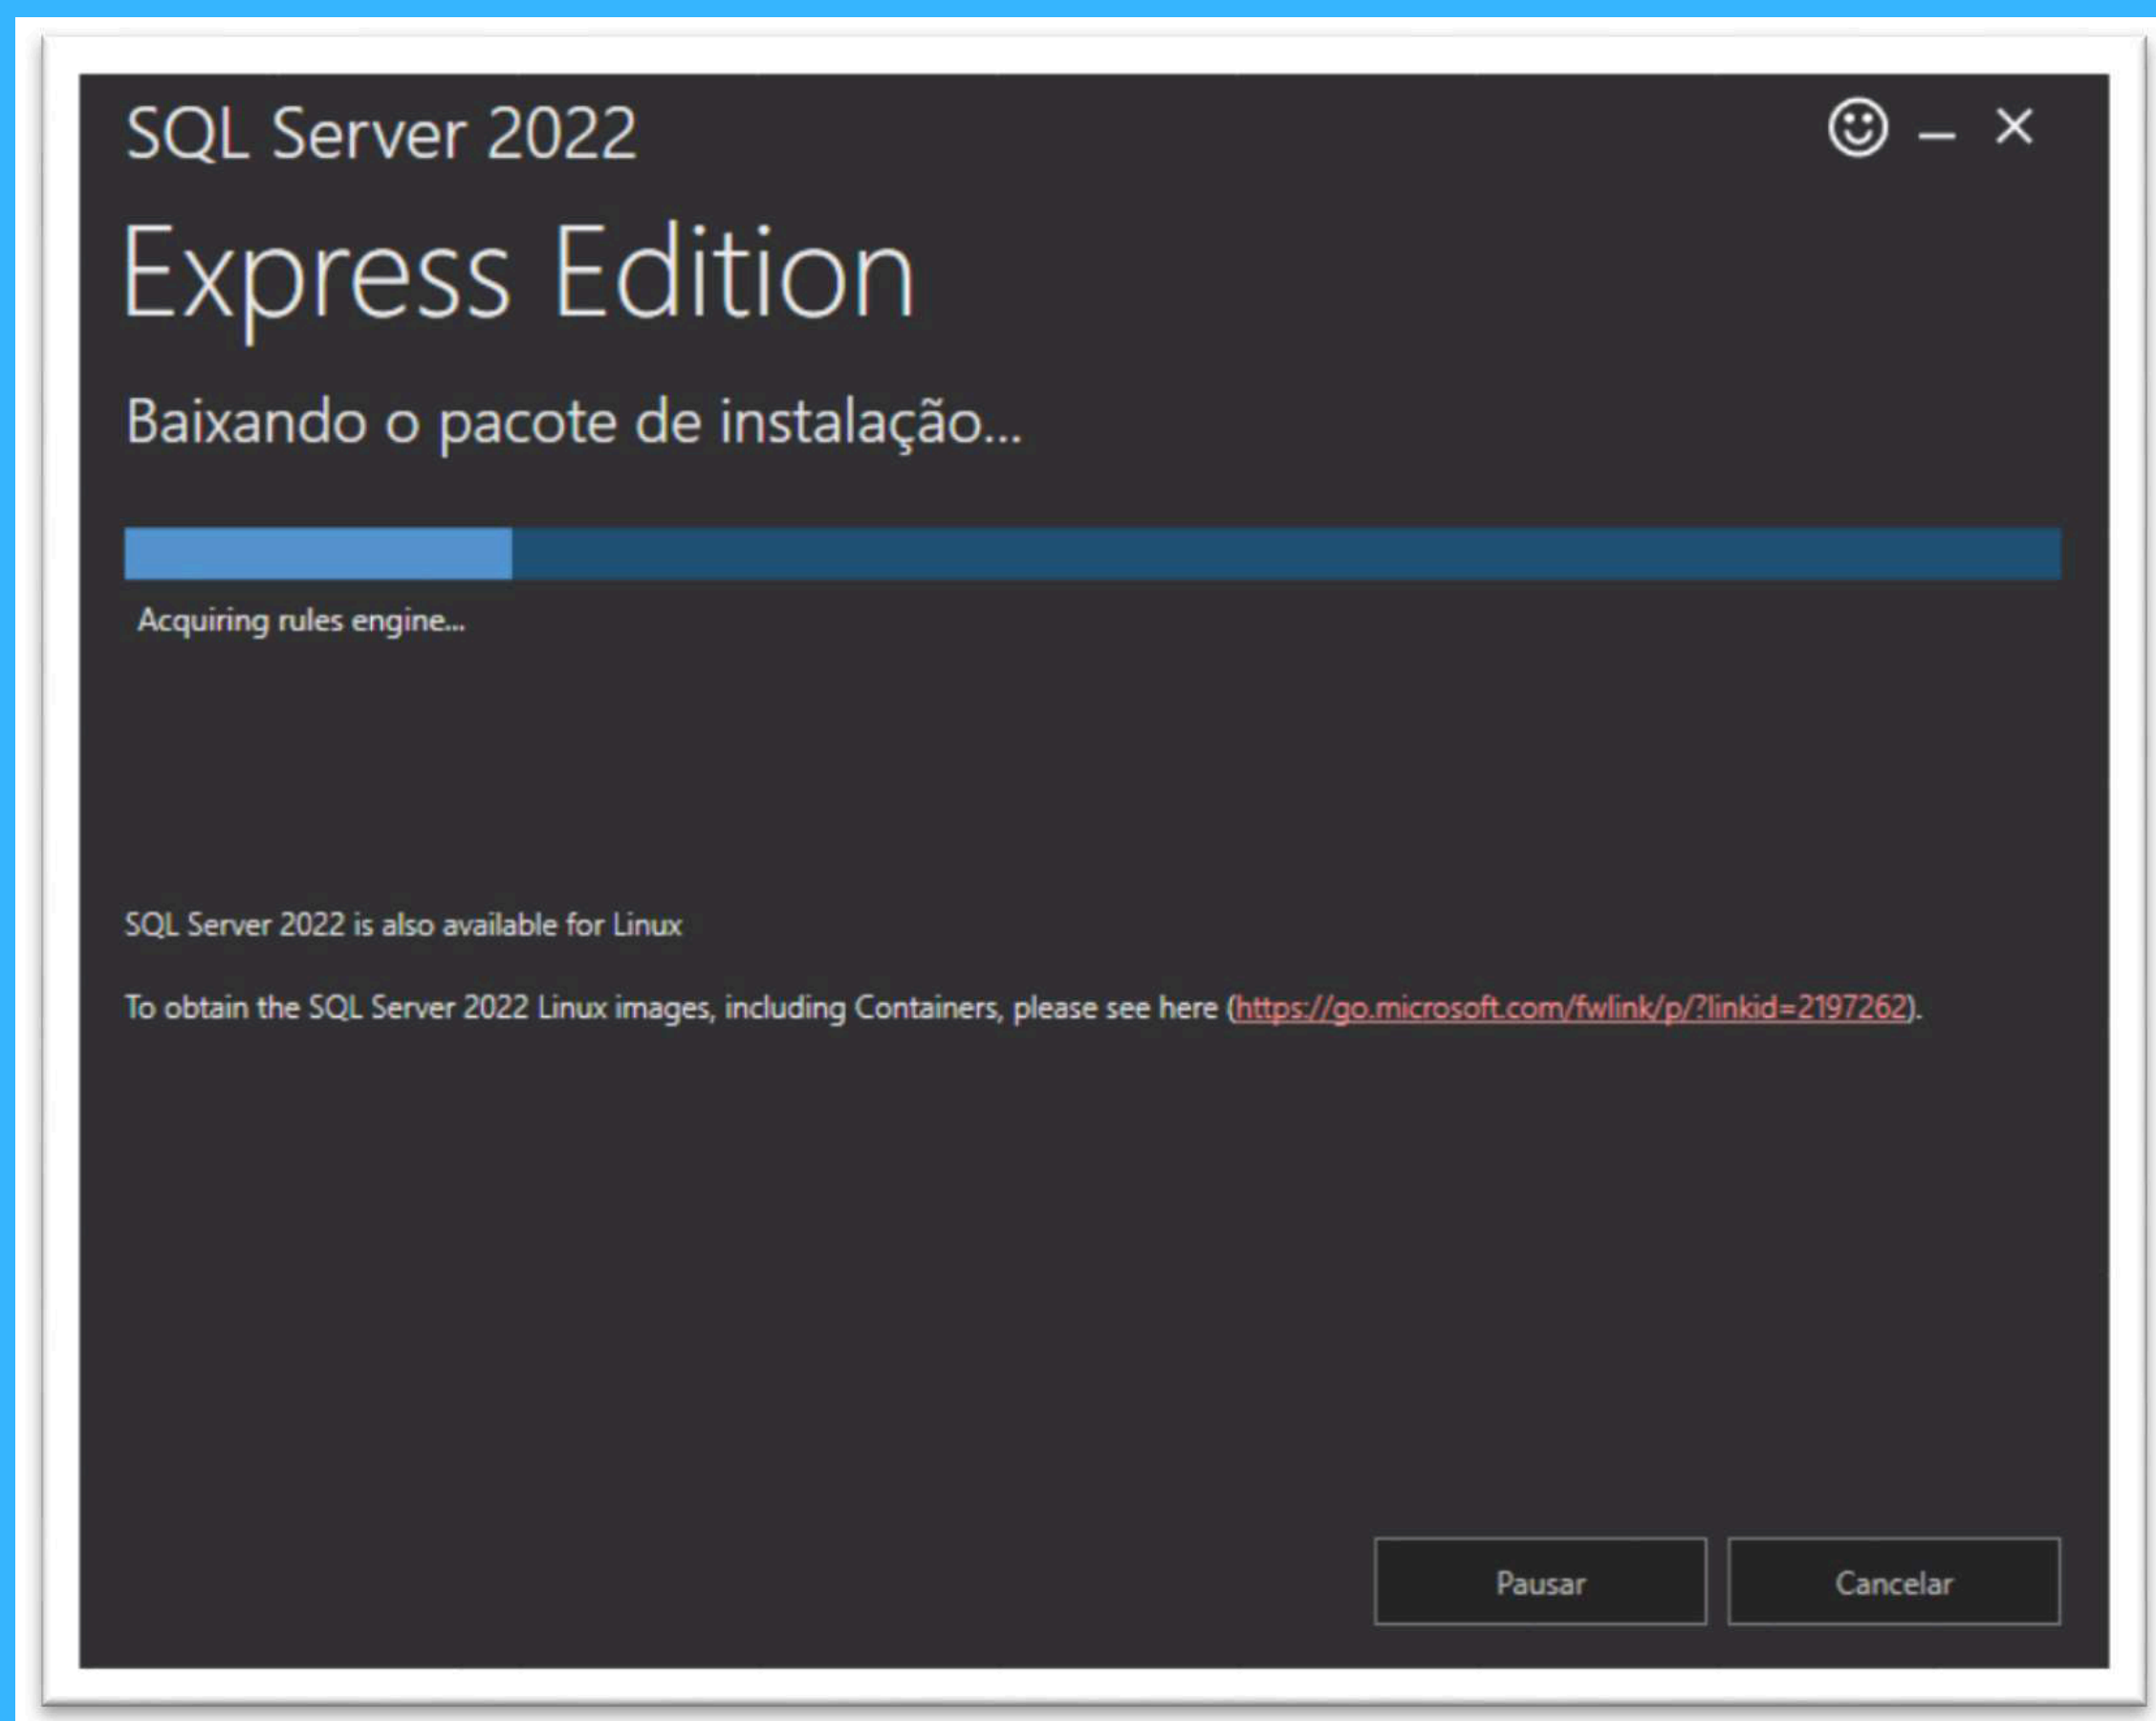 SQL Server 2022
Express Edition
Baixando o pacote de instalação...
Acquiring rules engine...
SQL Server 2022 is also available for Linux
To obtain the SQL Server 2022 Linux images, including Containers, please see here (https://go.microsoft.com/fwlink/p/?linkid=2197262).
Pausar
Cancelar